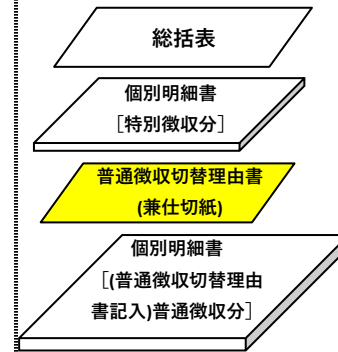 総括表
個別明細書
［特別徴収分］
普通徴収切替理由書
(兼仕切紙)
個別明細書
［(普通徴収切替理由
書記入)普通徴収分］